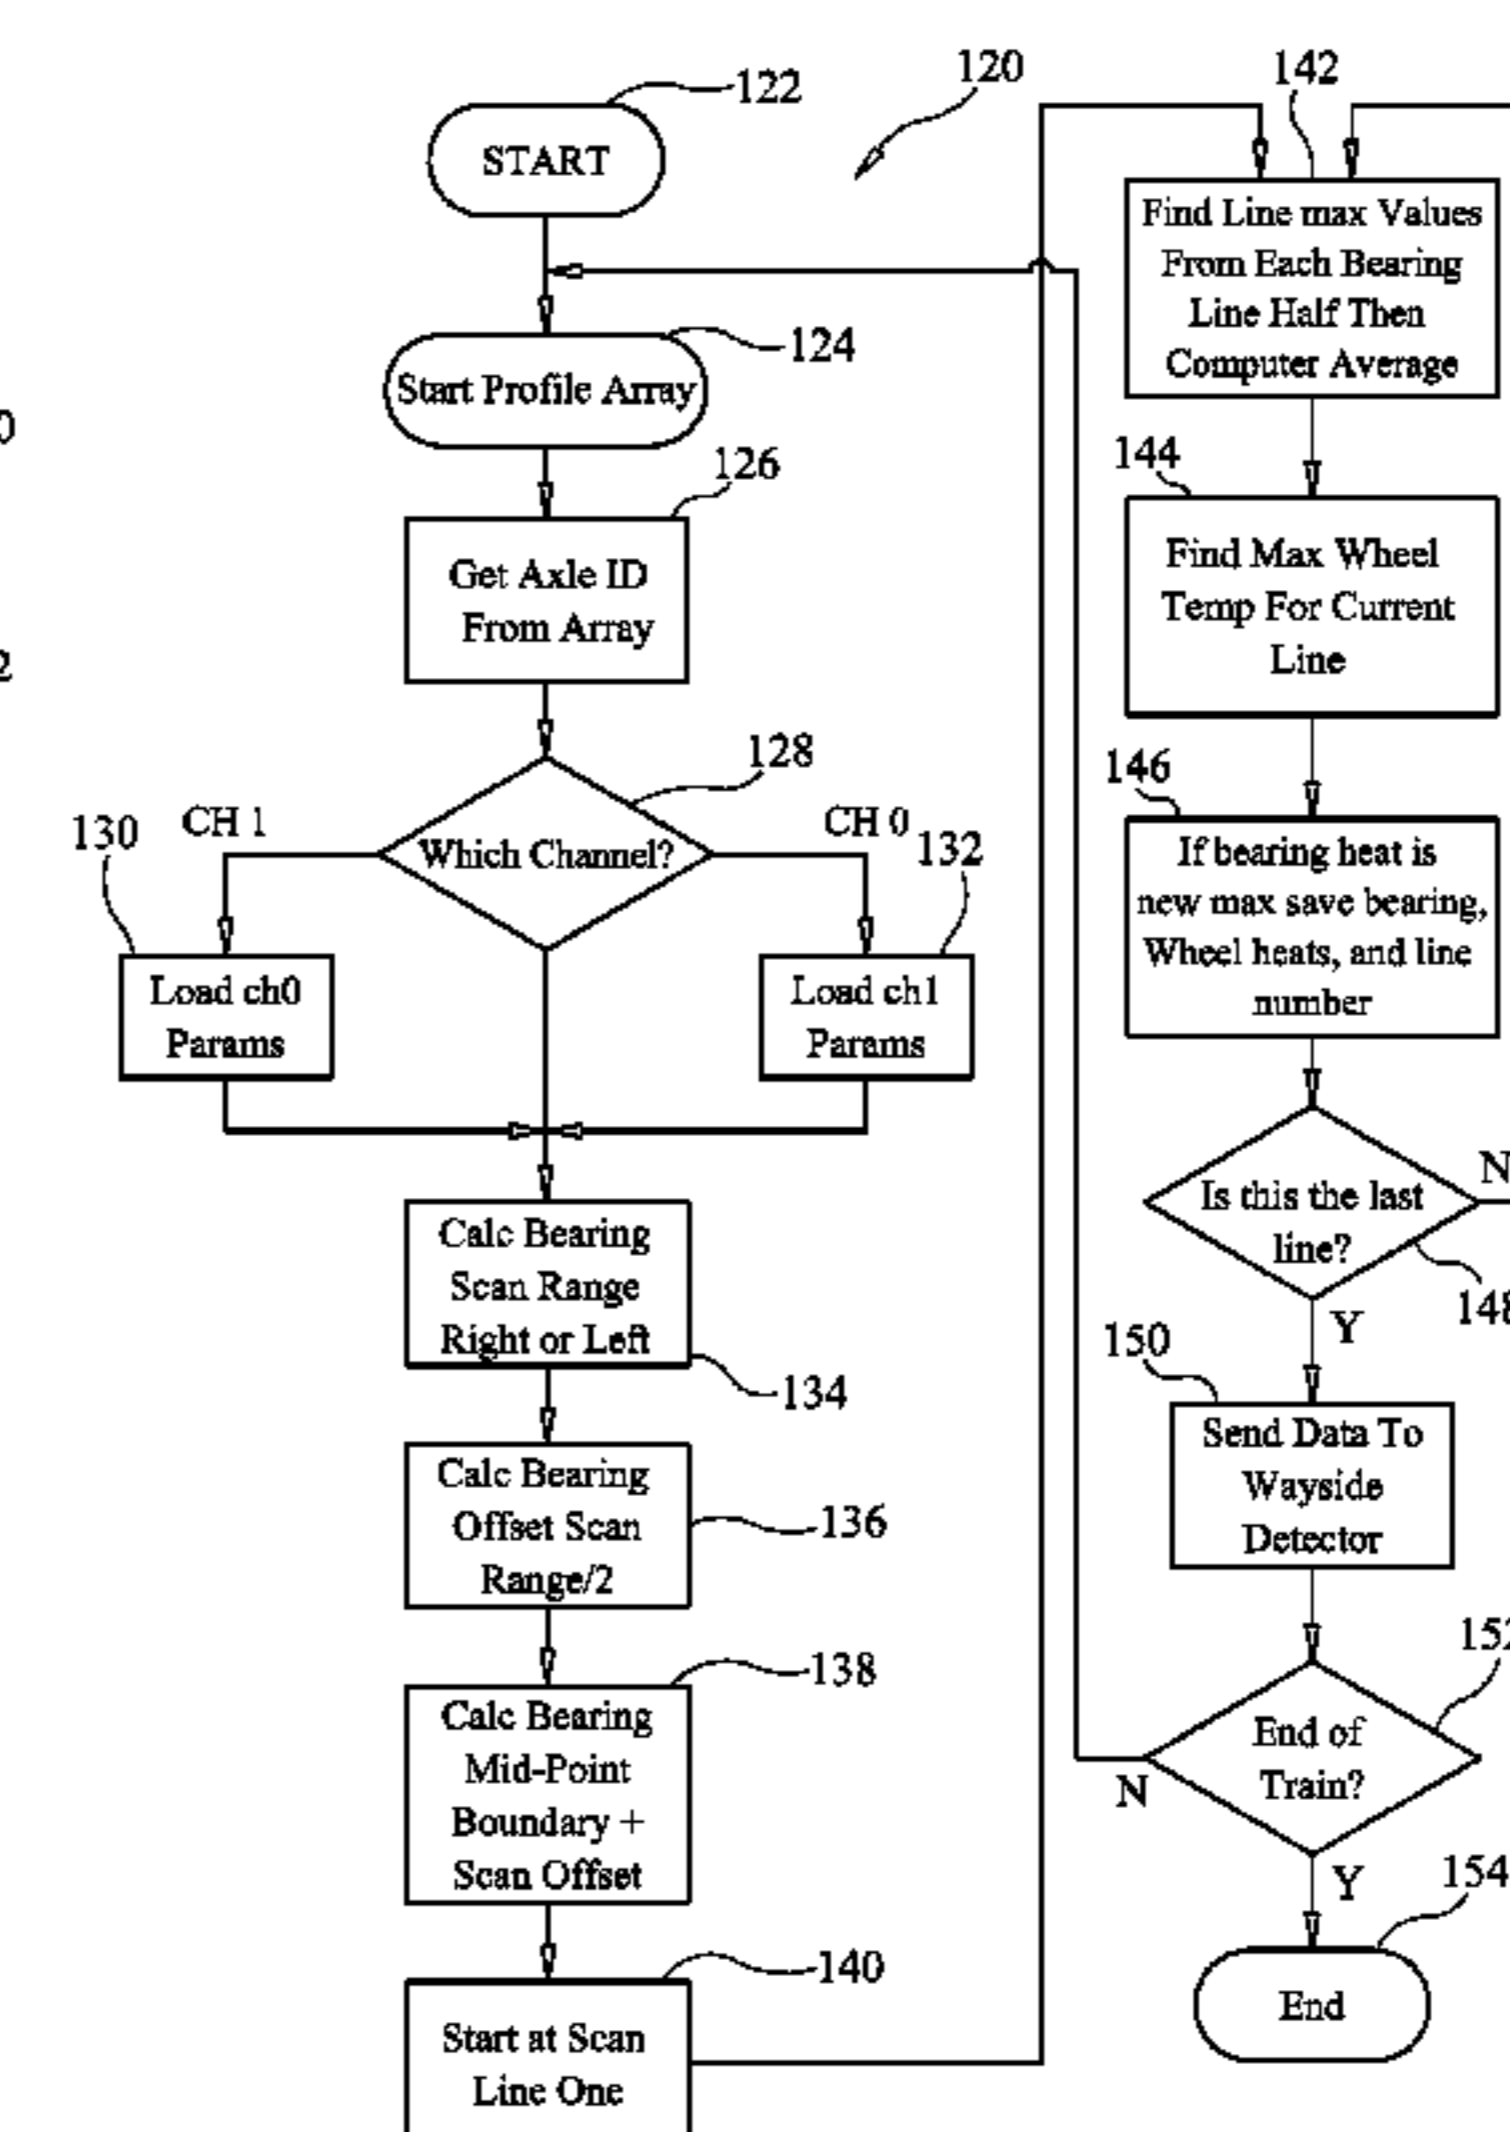 122
START
120
124
Start Profile Array
126
Get Axle ID
From Array
128
Which Channel?
CH 1
130
Load ch0
Params
CH 0
132
Load ch1
Params
Calc Bearing
Scan Range
Right or Left
134
Calc Bearing
Offset Scan
Range/2
136
138
Calc Bearing
Mid-Point
Boundary +
Scan Offset
140
Start at Scan
Line One
142
Find Line max Values
From Each Bearing
Line Half Then
Computer Average
144
Find Max Wheel
Temp For Current
Line
146
If bearing heat is
new max save bearing,
Wheel heats, and line
number
Is this the last
line?
N
148
Y
150
Send Data To
Wayside
Detector
152
End of
Train?
N
Y
154
End
0
2